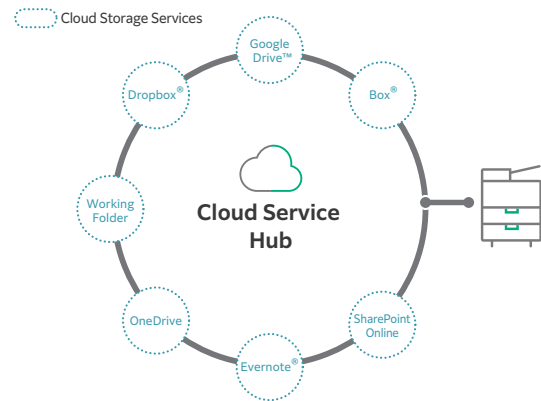 Cloud Storage Services
Google
Drive™
Dropbox®
Box®
Working
Folder
Cloud Service
Hub
OneDrive
SharePoint
Online
Evernote®